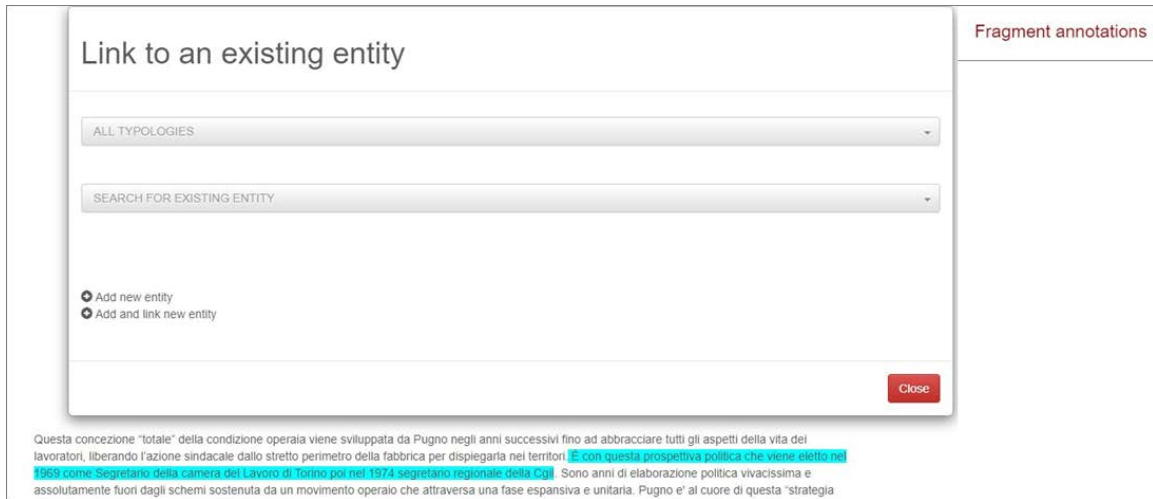 Link to an existing entity
Fragment annotations
ALL TYPOLOGIES
SEARCH FOR EXISTING ENTITY
Add new entity
Add and link new entity
Close
Questa concezione “totale” della condizione operaia viene sviluppata da Pugno negli anni successivi fino ad abbracciare tutti gli aspetti della vita dei
lavoratori, liberando l’azione sindacale dallo stretto perimetro della fabbrica per dispiegarla nei territori. È con questa prospettiva politica che viene eletto nel
1969 come Segretario della camera del Lavoro di Torino poi nel 1974 segretario regionale della Cgil. Sono anni di elaborazione politica vivacissima e
assolutamente fuori dagli schemi sostenuta da un movimento operaio che attraversa una fase espansiva e unitaria. Pugno e' al cuore di questa “strategia